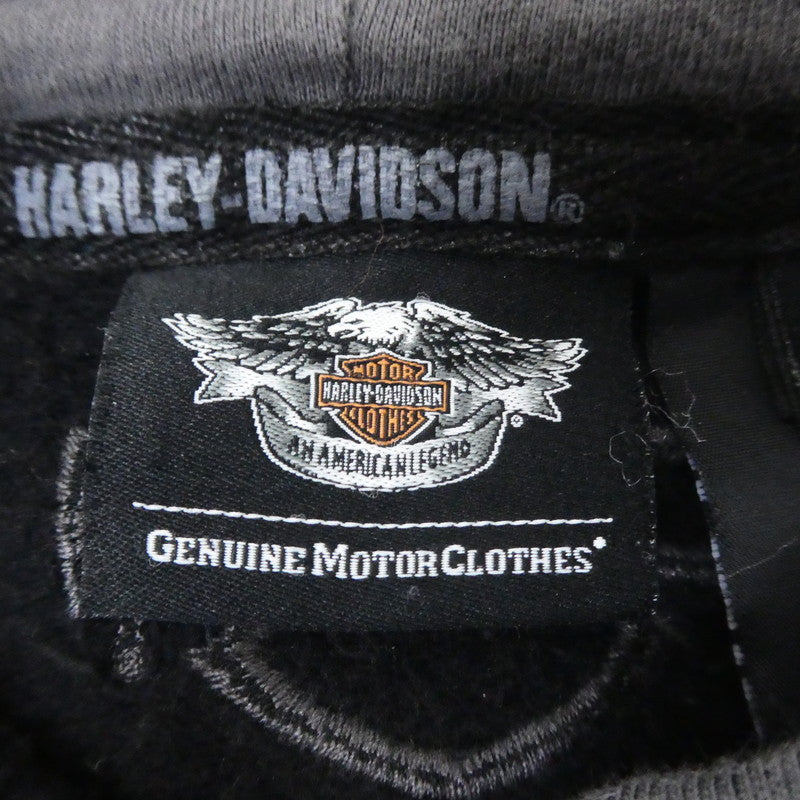 HARLEY-DAVIDSON®
MOTOR
HARLEY-DAVIDSON
CLOTHES
AN AMERICAN LEGEND
GENUINE MOTORCLOTHES